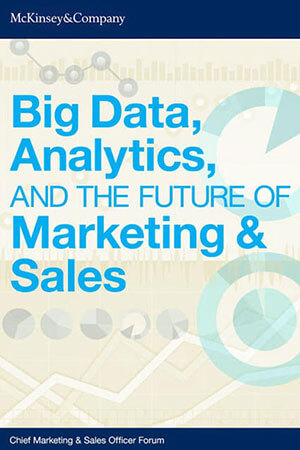 McKinsey&Company
Big Data,
Analytics,
AND THE FUTURE OF
Marketing &
Sales
Chief Marketing & Sales Officer Forum